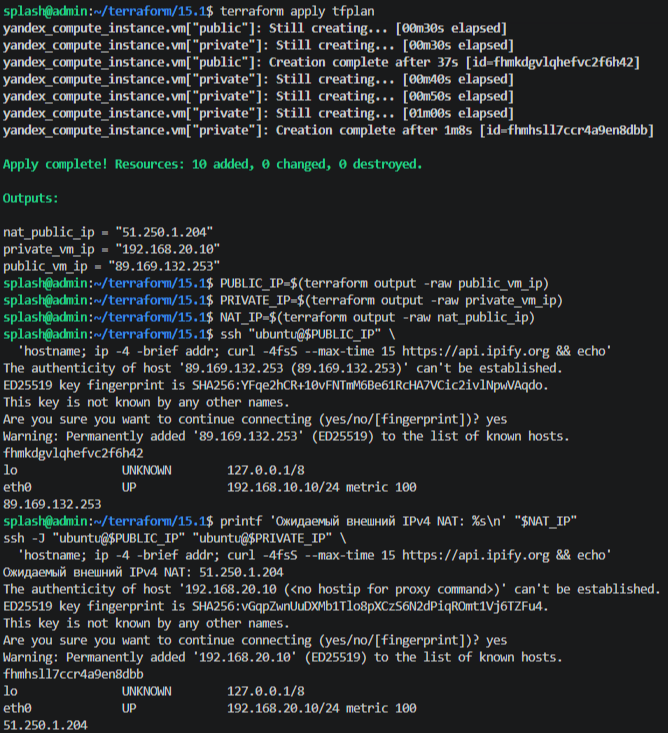 splash@admin:~/terraform/15.1$ terraform apply tfplan
yandex_compute_instance.vm["public"]: Still creating... [00m30s elapsed]
yandex_compute_instance.vm["private"]: Still creating... [00m30s elapsed]
yandex_compute_instance.vm["public"]: Creation complete after 37s [id=fhmkdgvlqhefvc2f6h42]
yandex_compute_instance.vm["private"]: Still creating... [00m40s elapsed]
yandex_compute_instance.vm["private"]: Still creating... [00m50s elapsed]
yandex_compute_instance.vm["private"]: Still creating... [01m00s elapsed]
yandex_compute_instance.vm["private"]: Creation complete after 1m8s [id=fhmhsll7ccr4a9en8dbb]
Apply complete! Resources: 10 added, 0 changed, 0 destroyed.
Outputs:
nat_public_ip = "51.250.1.204"
private_vm_ip = "192.168.20.10"
public_vm_ip = "89.169.132.253"
splash@admin:~/terraform/15.1$ PUBLIC_IP=$(terraform output -raw public_vm_ip)
splash@admin:~/terraform/15.1$ PRIVATE_IP=$(terraform output -raw private_vm_ip)
splash@admin:~/terraform/15.1$ NAT_IP=$(terraform output -raw nat_public_ip)
splash@admin:~/terraform/15.1$ ssh "ubuntu@$PUBLIC_IP" \
'hostname; ip -4 -brief addr; curl -4fsS --max-time 15 https://api.ipify.org && echo'
The authenticity of host '89.169.132.253 (89.169.132.253)' can't be established.
ED25519 key fingerprint is SHA256:YFqe2hCR+10vFNTmM6Be61RcHA7VCic2ivlNpwVAqdo.
This key is not known by any other names.
Are you sure you want to continue connecting (yes/no/[fingerprint])? yes
Warning: Permanently added '89.169.132.253' (ED25519) to the list of known hosts.
fhmkdgvlqhefvc2f6h42
lo UNKNOWN 127.0.0.1/8
eth0 UP 192.168.10.10/24 metric 100
89.169.132.253
splash@admin:~/terraform/15.1$ printf 'Ожидаемый внешний IPv4 NAT: %s\n' "$NAT_IP"
ssh -J "ubuntu@$PUBLIC_IP" "ubuntu@$PRIVATE_IP" \
'hostname; ip -4 -brief addr; curl -4fsS --max-time 15 https://api.ipify.org && echo'
Ожидаемый внешний IPv4 NAT: 51.250.1.204
The authenticity of host '192.168.20.10 (<no hostip for proxy command>)' can't be established.
ED25519 key fingerprint is SHA256:vGqpZwnUuDXMb1Tlo8pXCzS6N2dPiqROmt1Vj6TZFu4.
This key is not known by any other names.
Are you sure you want to continue connecting (yes/no/[fingerprint])? yes
Warning: Permanently added '192.168.20.10' (ED25519) to the list of known hosts.
fhmhsll7ccr4a9en8dbb
lo UNKNOWN 127.0.0.1/8
eth0 UP 192.168.20.10/24 metric 100
51.250.1.204